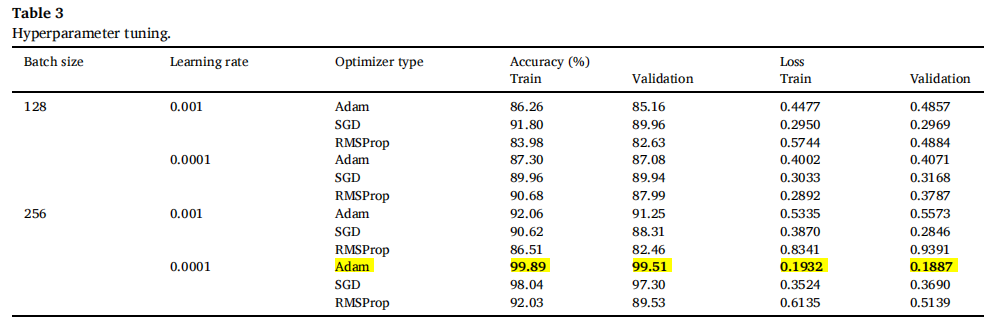 Table 3
Hyperparameter tuning.
Batch size Learning rate Optimizer type Accuracy (%) Loss
Train Validation Train Validation
128 0.001 Adam 86.26 85.16 0.4477 0.4857
SGD 91.80 89.96 0.2950 0.2969
RMSProp 83.98 82.63 0.5744 0.4884
0.0001 Adam 87.30 87.08 0.4002 0.4071
SGD 89.96 89.94 0.3033 0.3168
RMSProp 90.68 87.99 0.2892 0.3787
256 0.001 Adam 92.06 91.25 0.5335 0.5573
SGD 90.62 88.31 0.3870 0.2846
RMSProp 86.51 82.46 0.8341 0.9391
0.0001 Adam 99.89 99.51 0.1932 0.1887
SGD 98.04 97.30 0.3524 0.3690
RMSProp 92.03 89.53 0.6135 0.5139